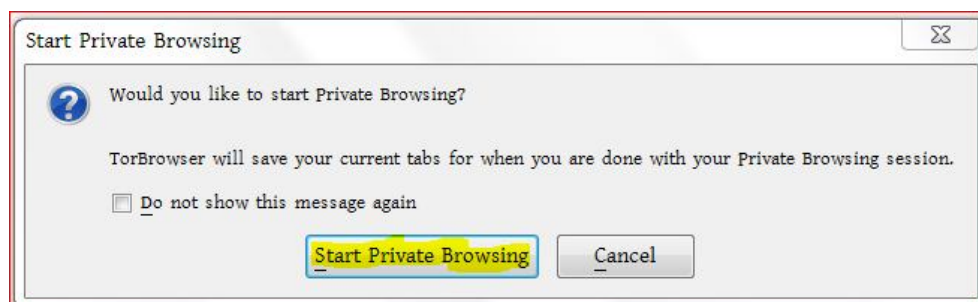 Start Private Browsing
Would you like to start Private Browsing?
TorBrowser will save your current tabs for when you are done with your Private Browsing session.
Do not show this message again
Start Private Browsing
Cancel